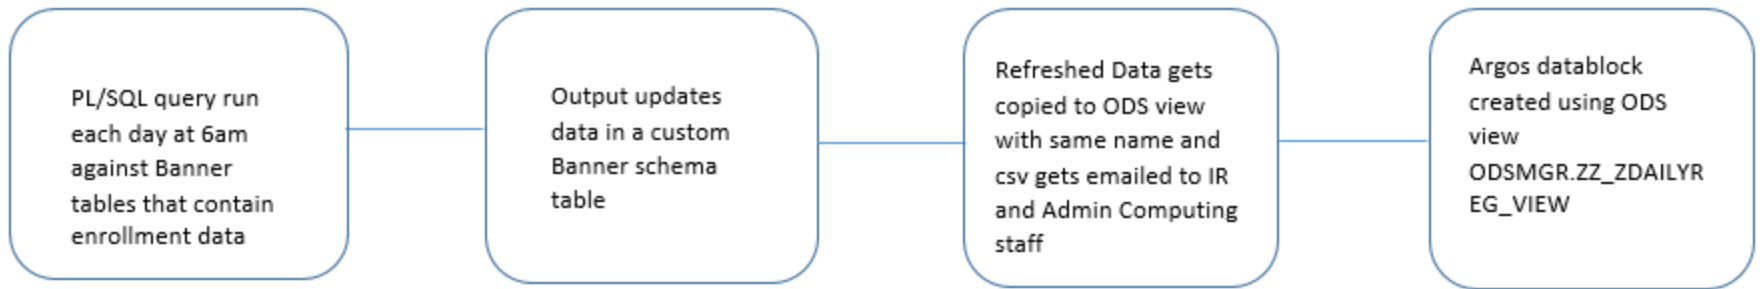 PL/SQL query run
each day at 6am
against Banner
tables that contain
enrollment data
Output updates
data in a custom
Banner schema
table
Refreshed Data gets
copied to ODS view
with same name and
csv gets emailed to IR
and Admin Computing
staff
Argos datablock
created using ODS
view
ODSMGR.ZZ_ZDAILYR
EG_VIEW